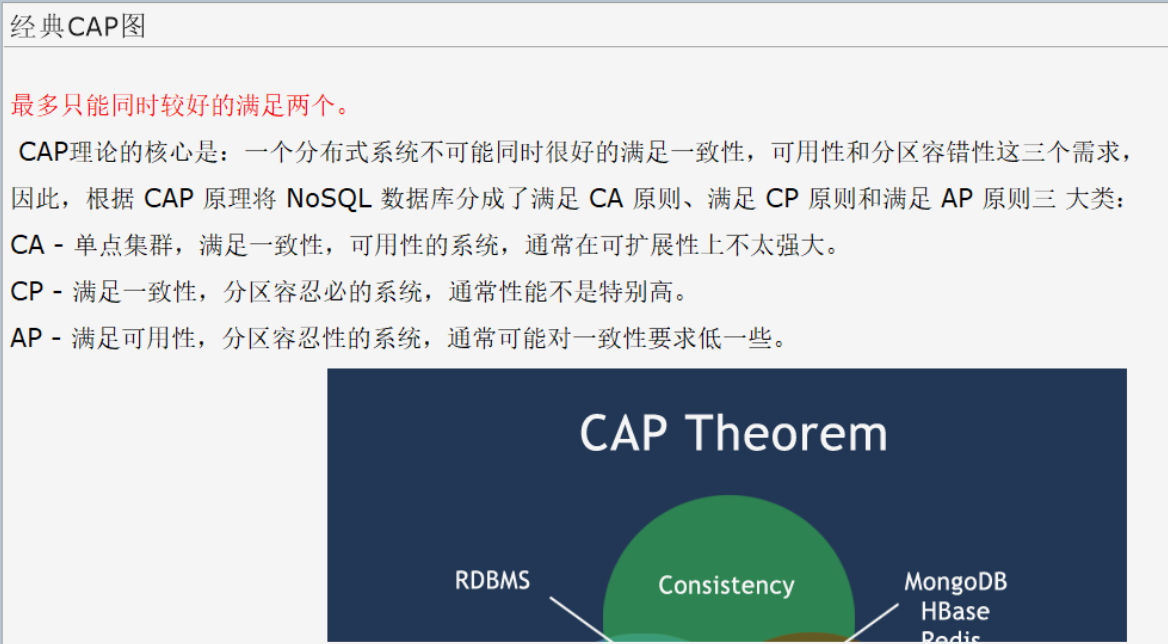 经典CAP图
最多只能同时较好的满足两个。
CAP理论的核心是：一个分布式系统不可能同时很好的满足一致性，可用性和分区容错性这三个需求，
因此，根据 CAP 原理将 NoSQL 数据库分成了满足 CA 原则、满足 CP 原则和满足 AP 原则三 大类：
CA - 单点集群，满足一致性，可用性的系统，通常在可扩展性上不太强大。
CP - 满足一致性，分区容忍必的系统，通常性能不是特别高。
AP - 满足可用性，分区容忍性的系统，通常可能对一致性要求低一些。
CAP Theorem
RDBMS
Consistency
MongoDB
HBase
Redis